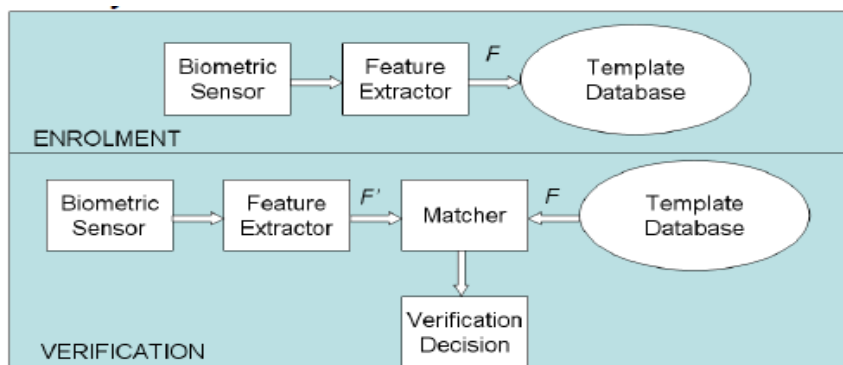 Biometric
Sensor
Feature
Extractor
F
Template
Database
ENROLMENT
Biometric
Sensor
Feature
Extractor
F'
Matcher
F
Template
Database
Verification
Decision
VERIFICATION